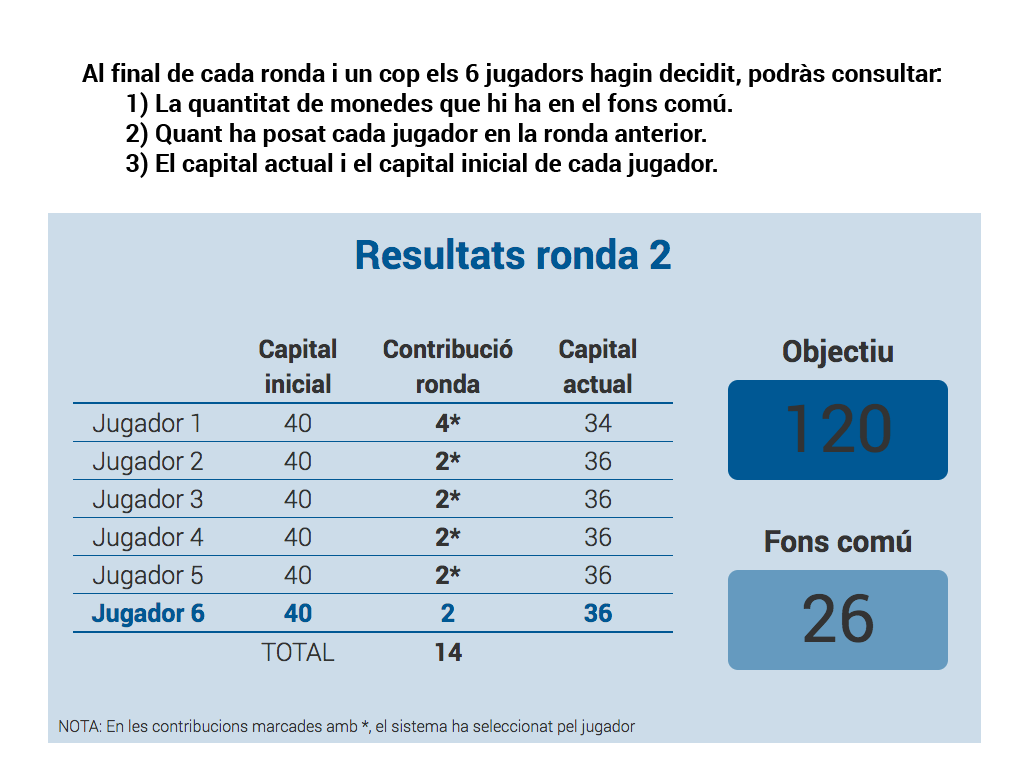 Al final de cada ronda i un cop els 6 jugadors hagin decidit, podràs consultar:
1) La quantitat de monedes que hi ha en el fons comú.
2) Quant ha posat cada jugador en la ronda anterior.
3) El capital actual i el capital inicial de cada jugador.
Resultats ronda 2
Capital inicial Contribució ronda Capital actual
Jugador 1 40 4* 34
Jugador 2 40 2* 36
Jugador 3 40 2* 36
Jugador 4 40 2* 36
Jugador 5 40 2* 36
Jugador 6 40 2 36
TOTAL 14
Objectiu
120
Fons comú
26
NOTA: En les contribucions marcades amb *, el sistema ha seleccionat pel jugador